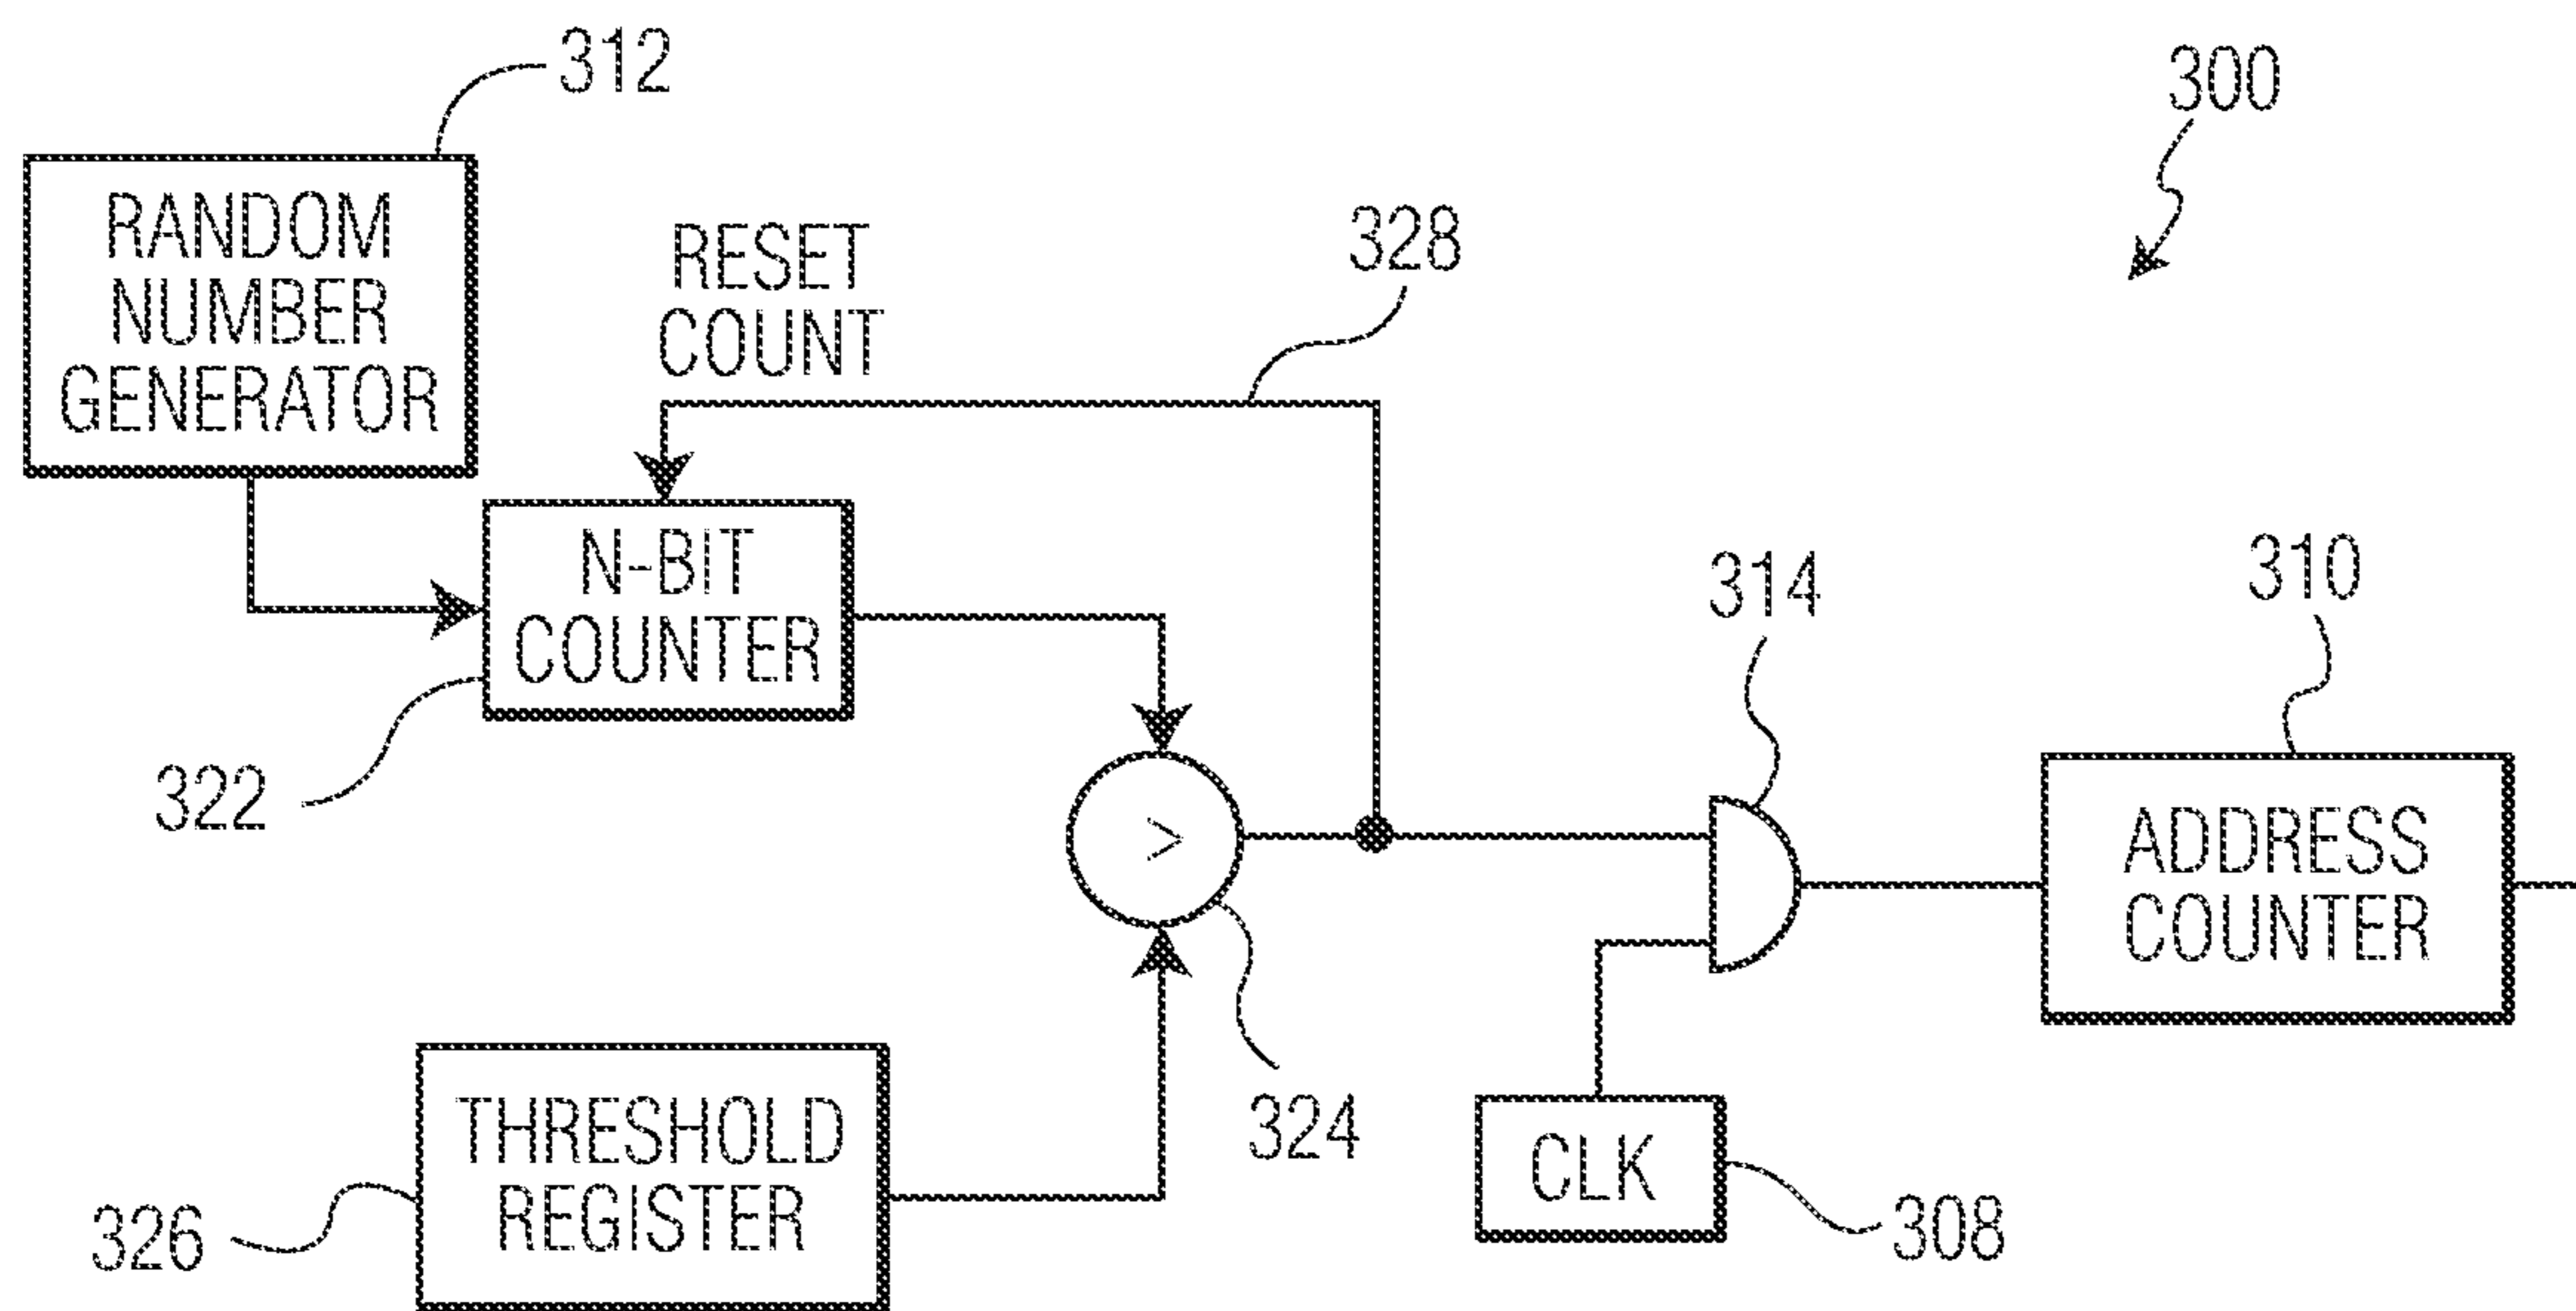 312
300
RANDOM
NUMBER
GENERATOR
RESET
COUNT
328
N-BIT
COUNTER
322
314
310
>
ADDRESS
COUNTER
324
THRESHOLD
REGISTER
326
CLK
308